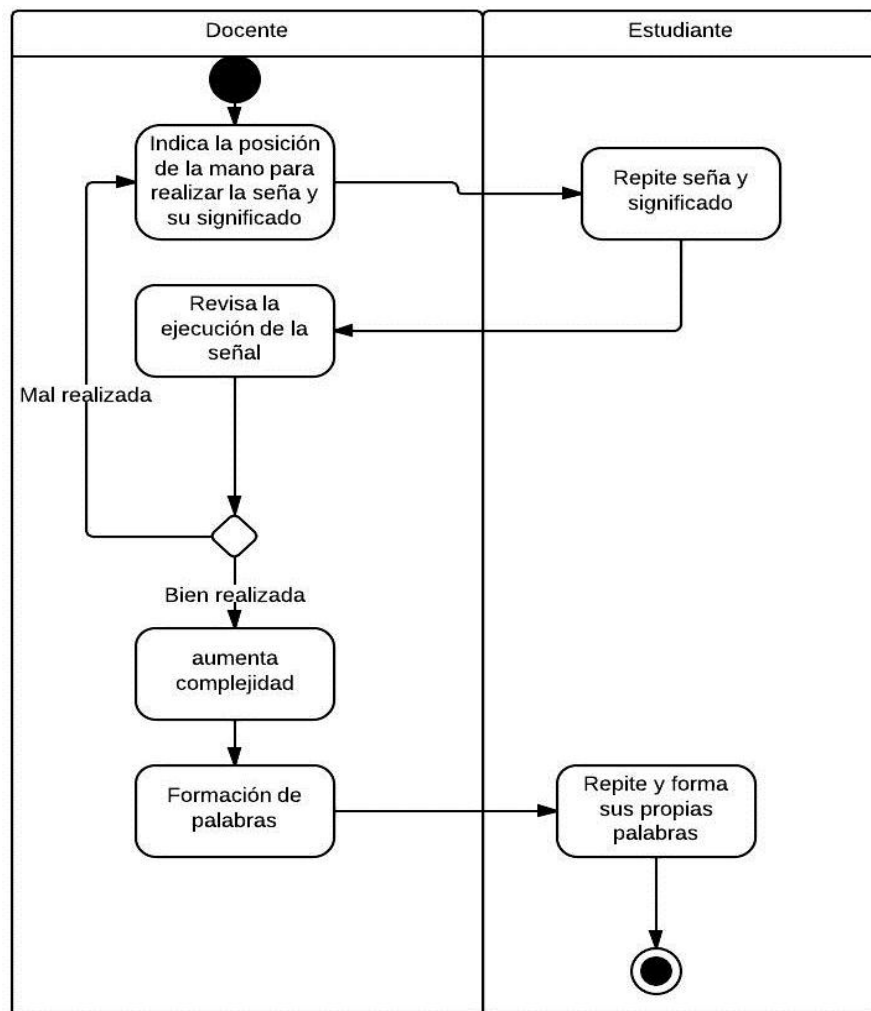 Docente
Estudiante
Indica la posición
de la mano para
realizar la seña y
su significado
Repite seña y
significado
Revisa la
ejecución de la
señal
Mal realizada
Bien realizada
aumenta
complejidad
Formación de
palabras
Repite y forma
sus propias
palabras